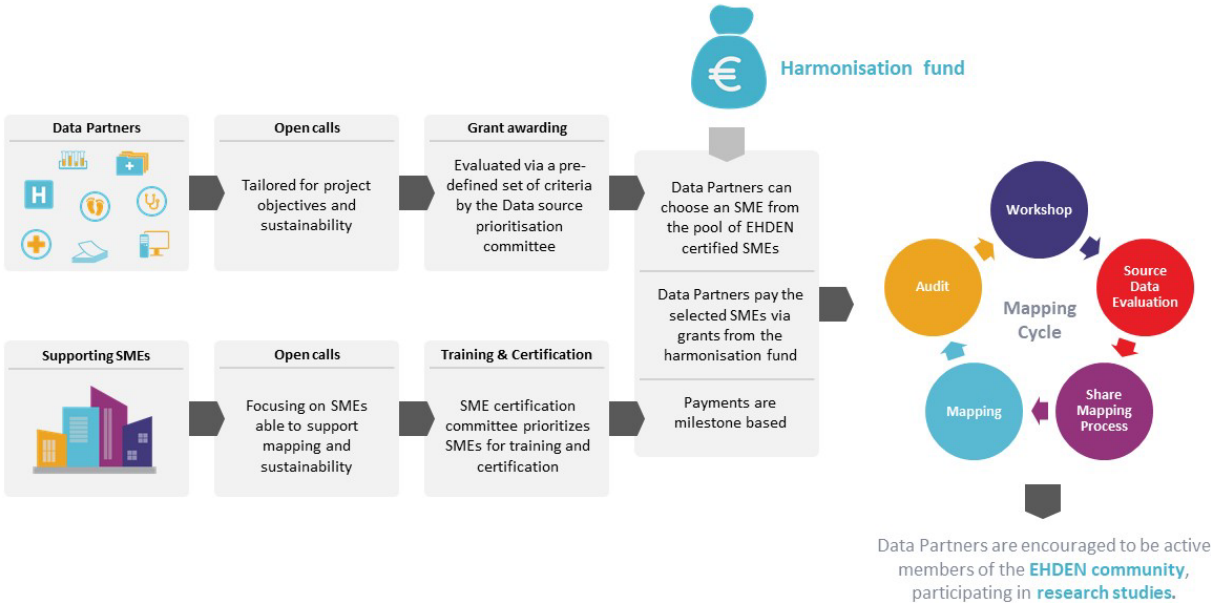 Harmonisation fund
Data Partners
H
Open calls
Tailored for project
objectives and
sustainability
Grant awarding
Evaluated via a pre-
defined set of criteria
by the Data source
prioritisation
committee
Supporting SMEs
Open calls
Focusing on SMEs
able to support
mapping and
sustainability
Training & Certification
SME certification
committee prioritizes
SMEs for training and
certification
€
Data Partners can
choose an SME from
the pool of EHDEN
certified SMEs
Data Partners pay the
selected SMEs via
grants from the
harmonisation fund
Payments are
milestone based
Workshop
Source
Data
Evaluation
Share
Mapping
Process
Mapping
Audit
Mapping
Cycle
Data Partners are encouraged to be active
members of the EHDEN community,
participating in research studies.